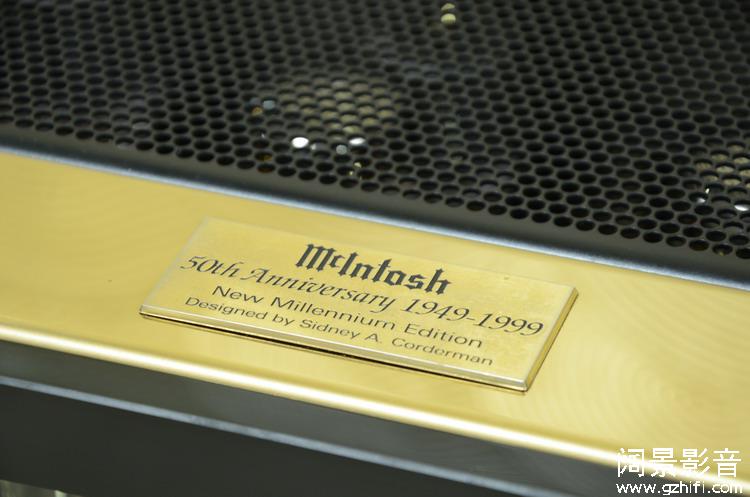 McIntosh
50th Anniversary 1949-1999
New Millennium Edition
Designed by Sidney A. Corderman
阔景影音
www.gzhifi.com